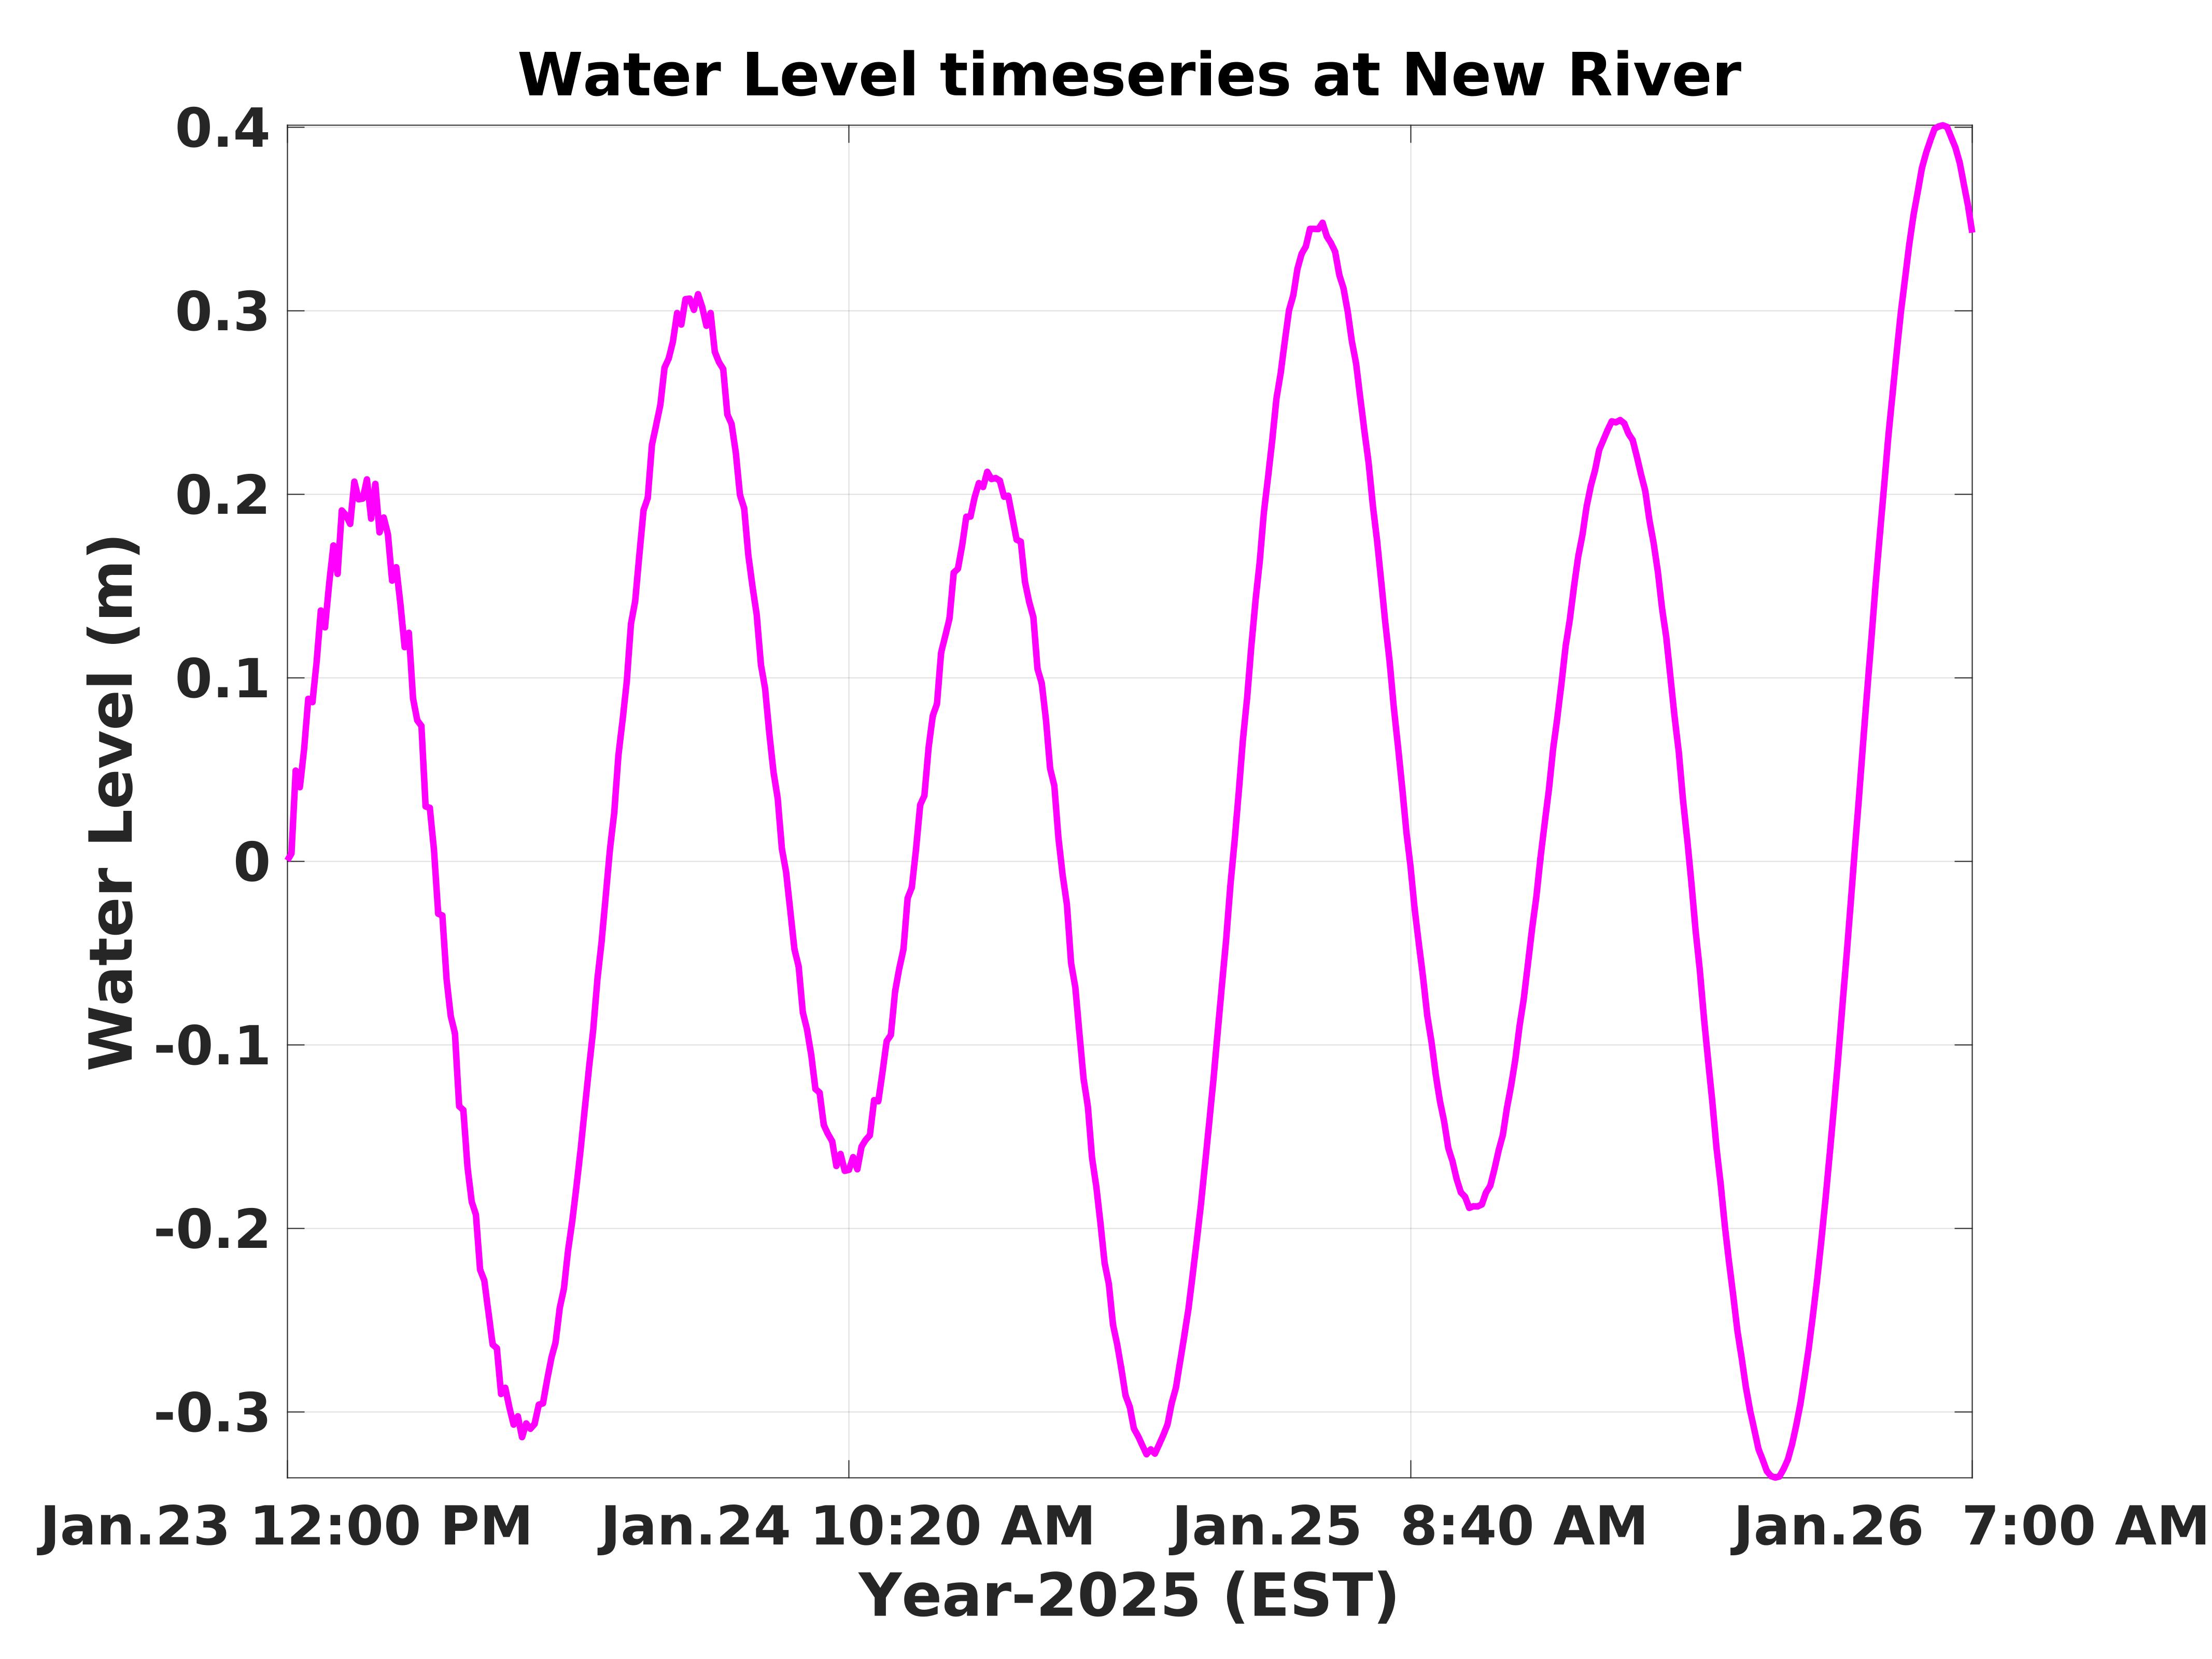 Water Level timeseries at New River
0.4
0.3
0.2
0.1
0
-0.1
-0.2
-0.3
Water Level (m)
Jan.23 12:00 PM Jan.24 10:20 AM Jan.25 8:40 AM Jan.26 7:00 AM
Year-2025 (EST)